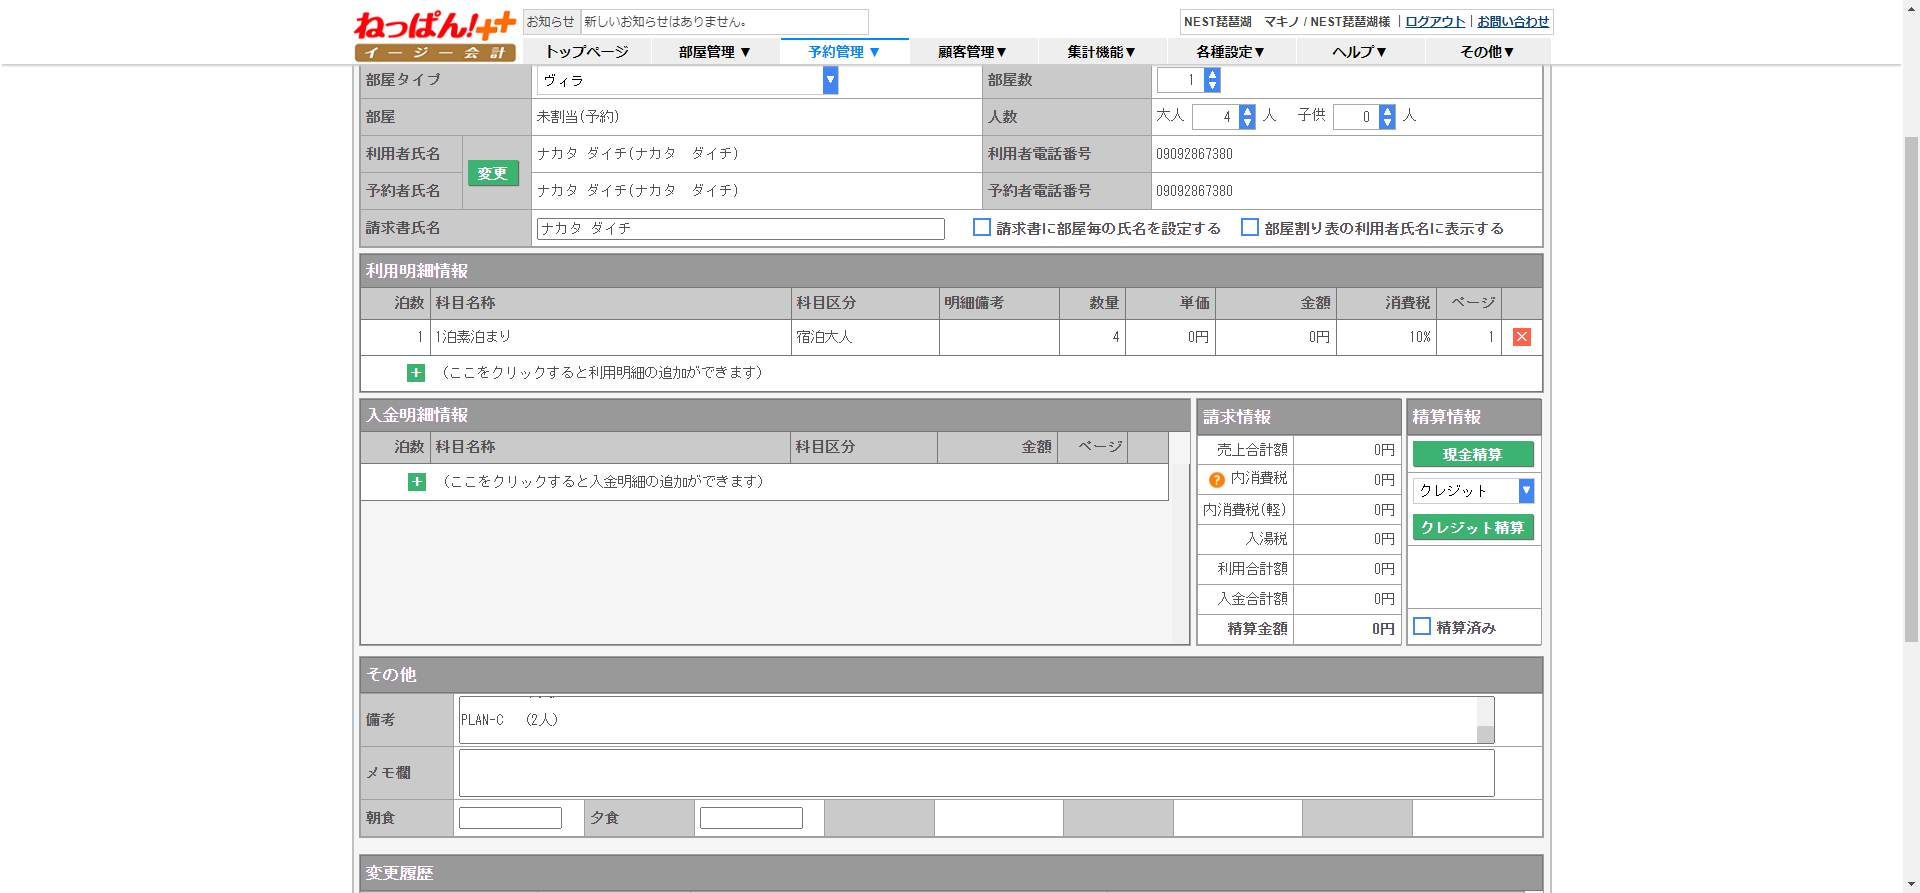 ねっぱん!++
イージー会計
お知らせ 新しいお知らせはありません。
NEST琵琶湖 マキノ / NEST琵琶湖様 | ログアウト | お問い合わせ
トップページ 部屋管理 ▼ 予約管理 ▼ 顧客管理▼ 集計機能▼ 各種設定▼ ヘルプ▼ その他▼
部屋タイプ ヴィラ ▼ 部屋数 1
部屋 未割当(予約) 人数 大人 4 人 子供 0 人
利用者氏名 ナカタ ダイチ(ナカタ ダイチ) 利用者電話番号 09092867380
変更
予約者氏名 ナカタ ダイチ(ナカタ ダイチ) 予約者電話番号 09092867380
請求書氏名 ナカタ ダイチ 請求書に部屋毎の氏名を設定する 部屋割り表の利用者氏名に表示する
利用明細情報
泊数 科目名称 科目区分 明細備考 数量 単価 金額 消費税 ページ
1 1泊素泊まり 宿泊大人 4 0円 0円 10% 1 ×
+ (ここをクリックすると利用明細の追加ができます)
入金明細情報
泊数 科目名称 科目区分 金額 ページ
+ (ここをクリックすると入金明細の追加ができます)
請求情報
売上合計額 0円
? 内消費税 0円
内消費税(軽) 0円
入湯税 0円
利用合計額 0円
入金合計額 0円
精算金額 0円
精算情報
現金精算
クレジット ▼
クレジット精算
精算済み
その他
備考 PLAN-C (2人)
メモ欄
朝食 夕食
変更履歴